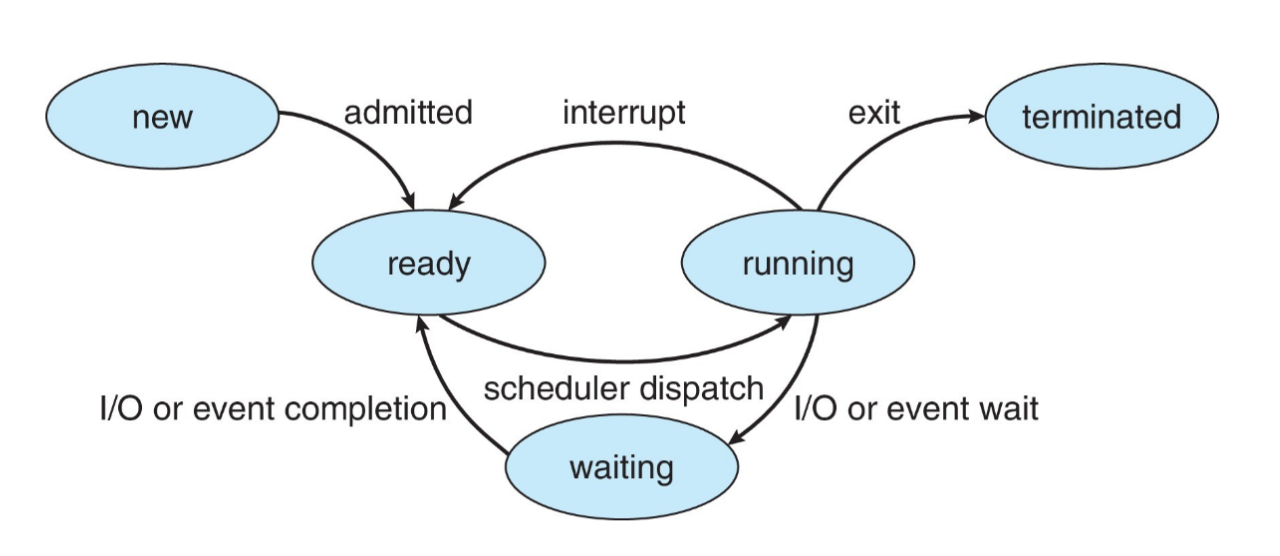 new
admitted
interrupt
exit
terminated
ready
running
scheduler dispatch
I/O or event completion
I/O or event wait
waiting